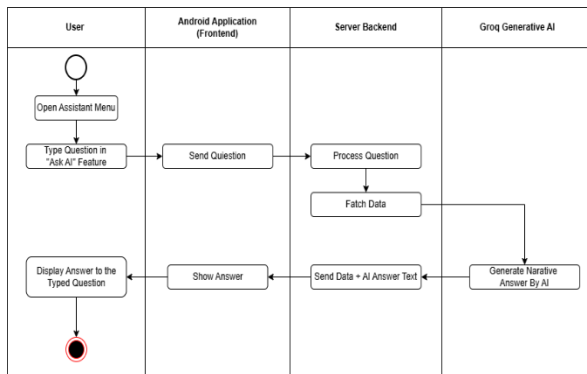 User
Android Application
(Frontend)
Server Backend
Groq Generative AI
Open Assistant Menu
Type Question in
"Ask AI" Feature
Send Quiestion
Process Question
Fatch Data
Display Answer to the
Typed Question
Show Answer
Send Data + AI Answer Text
Generate Narative
Answer By AI